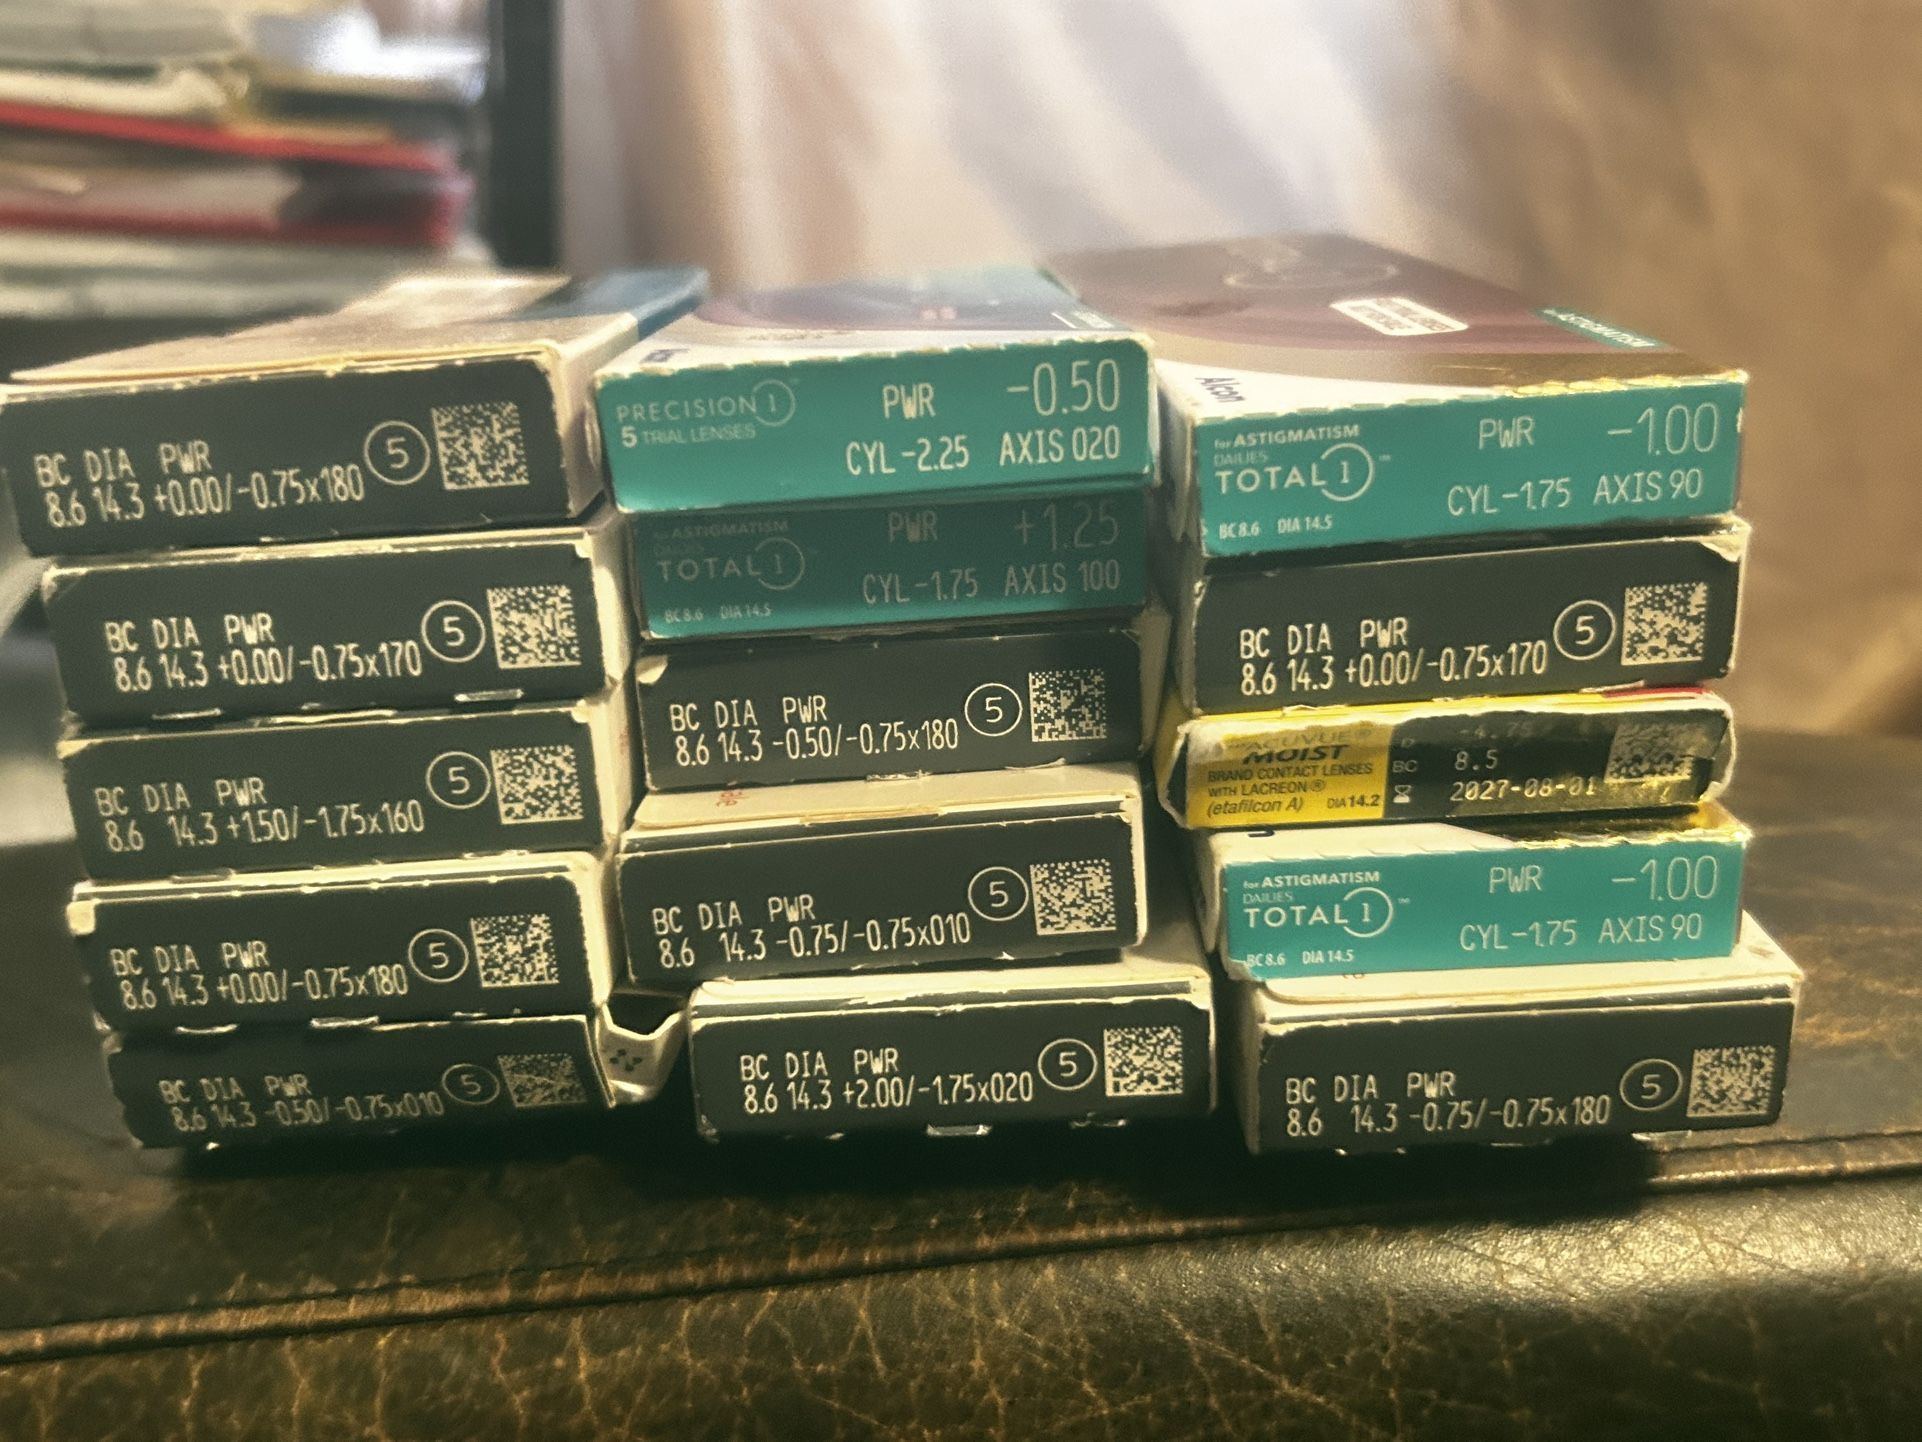 BC DIA PWR
8.6 14.3 +0.00/-0.75x180
5
BC DIA PWR
8.6 14.3 +0.00/-0.75x170
5
BC DIA PWR
8.6 14.3 +1.50/-1.75x160
5
BC DIA PWR
8.6 14.3 +0.00/-0.75x180
5
BC DIA PWR
8.6 14.3 -0.50/-0.75x010
5
PRECISION 1™
5 TRIAL LENSES
PWR -0.50
CYL -2.25 AXIS 020
for ASTIGMATISM
DAILIES
TOTAL 1™
BC 8.6 DIA 14.5
PWR +1.25
CYL -1.75 AXIS 100
BC DIA PWR
8.6 14.3 -0.50/-0.75x180
5
BC DIA PWR
8.6 14.3 -0.75/-0.75x010
5
BC DIA PWR
8.6 14.3 +2.00/-1.75x020
5
ASTIGMATISM
Alcon
for ASTIGMATISM
DAILIES
TOTAL 1™
BC 8.6 DIA 14.5
PWR -1.00
CYL -1.75 AXIS 90
BC DIA PWR
8.6 14.3 +0.00/-0.75x170
5
ACUVUE®
MOIST
BRAND CONTACT LENSES
WITH LACREON®
(etafilcon A) DIA 14.2
D -4.75
BC 8.5
2027-08-01
for ASTIGMATISM
DAILIES
TOTAL 1™
BC 8.6 DIA 14.5
PWR -1.00
CYL -1.75 AXIS 90
BC DIA PWR
8.6 14.3 -0.75/-0.75x180
5